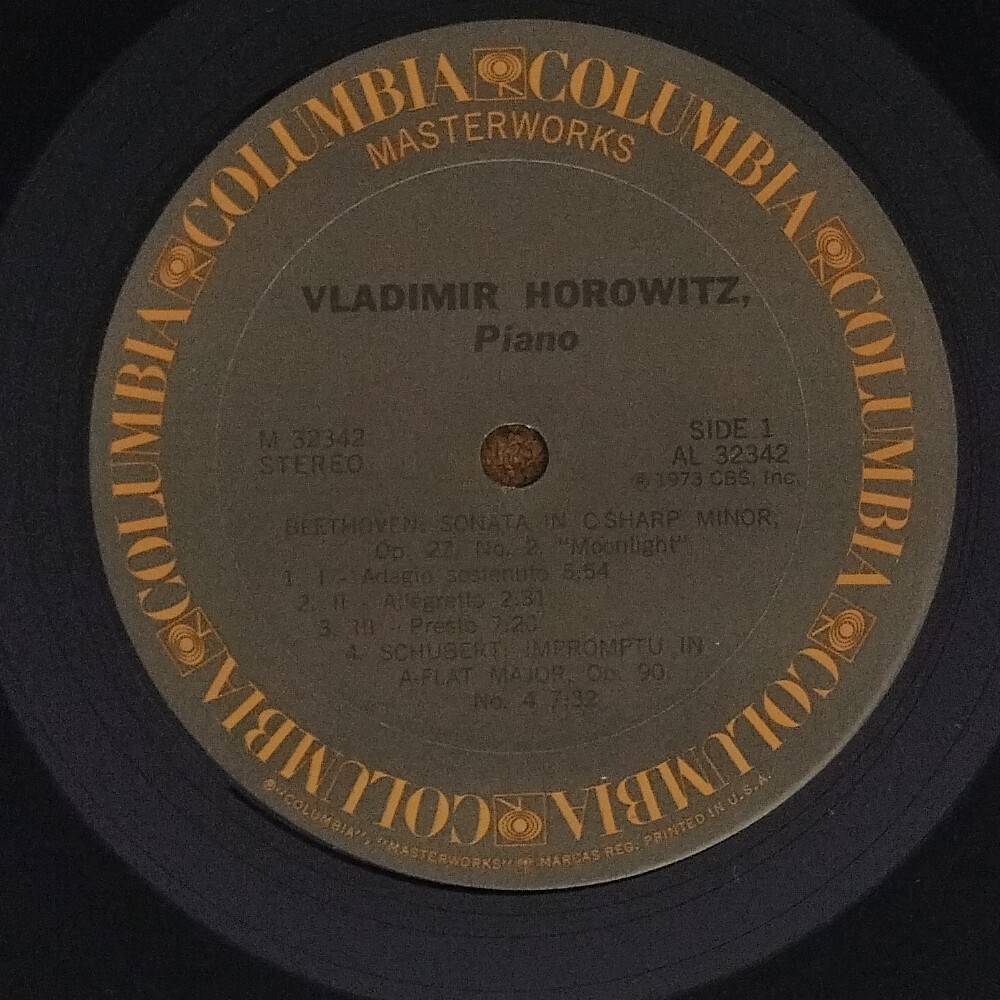 COLUMBIA COLUMBIA COLUMBIA COLUMBIA COLUMBIA COLUMBIA
MASTERWORKS
VLADIMIR HOROWITZ,
Piano
M 32342
STEREO
SIDE 1
AL 32342
℗ 1973 CBS, Inc.
BEETHOVEN: SONATA IN C-SHARP MINOR,
Op. 27, No. 2, "Moonlight"
1. I - Adagio sostenuto 5:54
2. II - Allegretto 2:31
3. III - Presto 7:20
4. SCHUBERT: IMPROMPTU IN
A-FLAT MAJOR, Op. 90,
No. 4 7:32
® "COLUMBIA", "MASTERWORKS", MARCAS REG. PRINTED IN U.S.A.